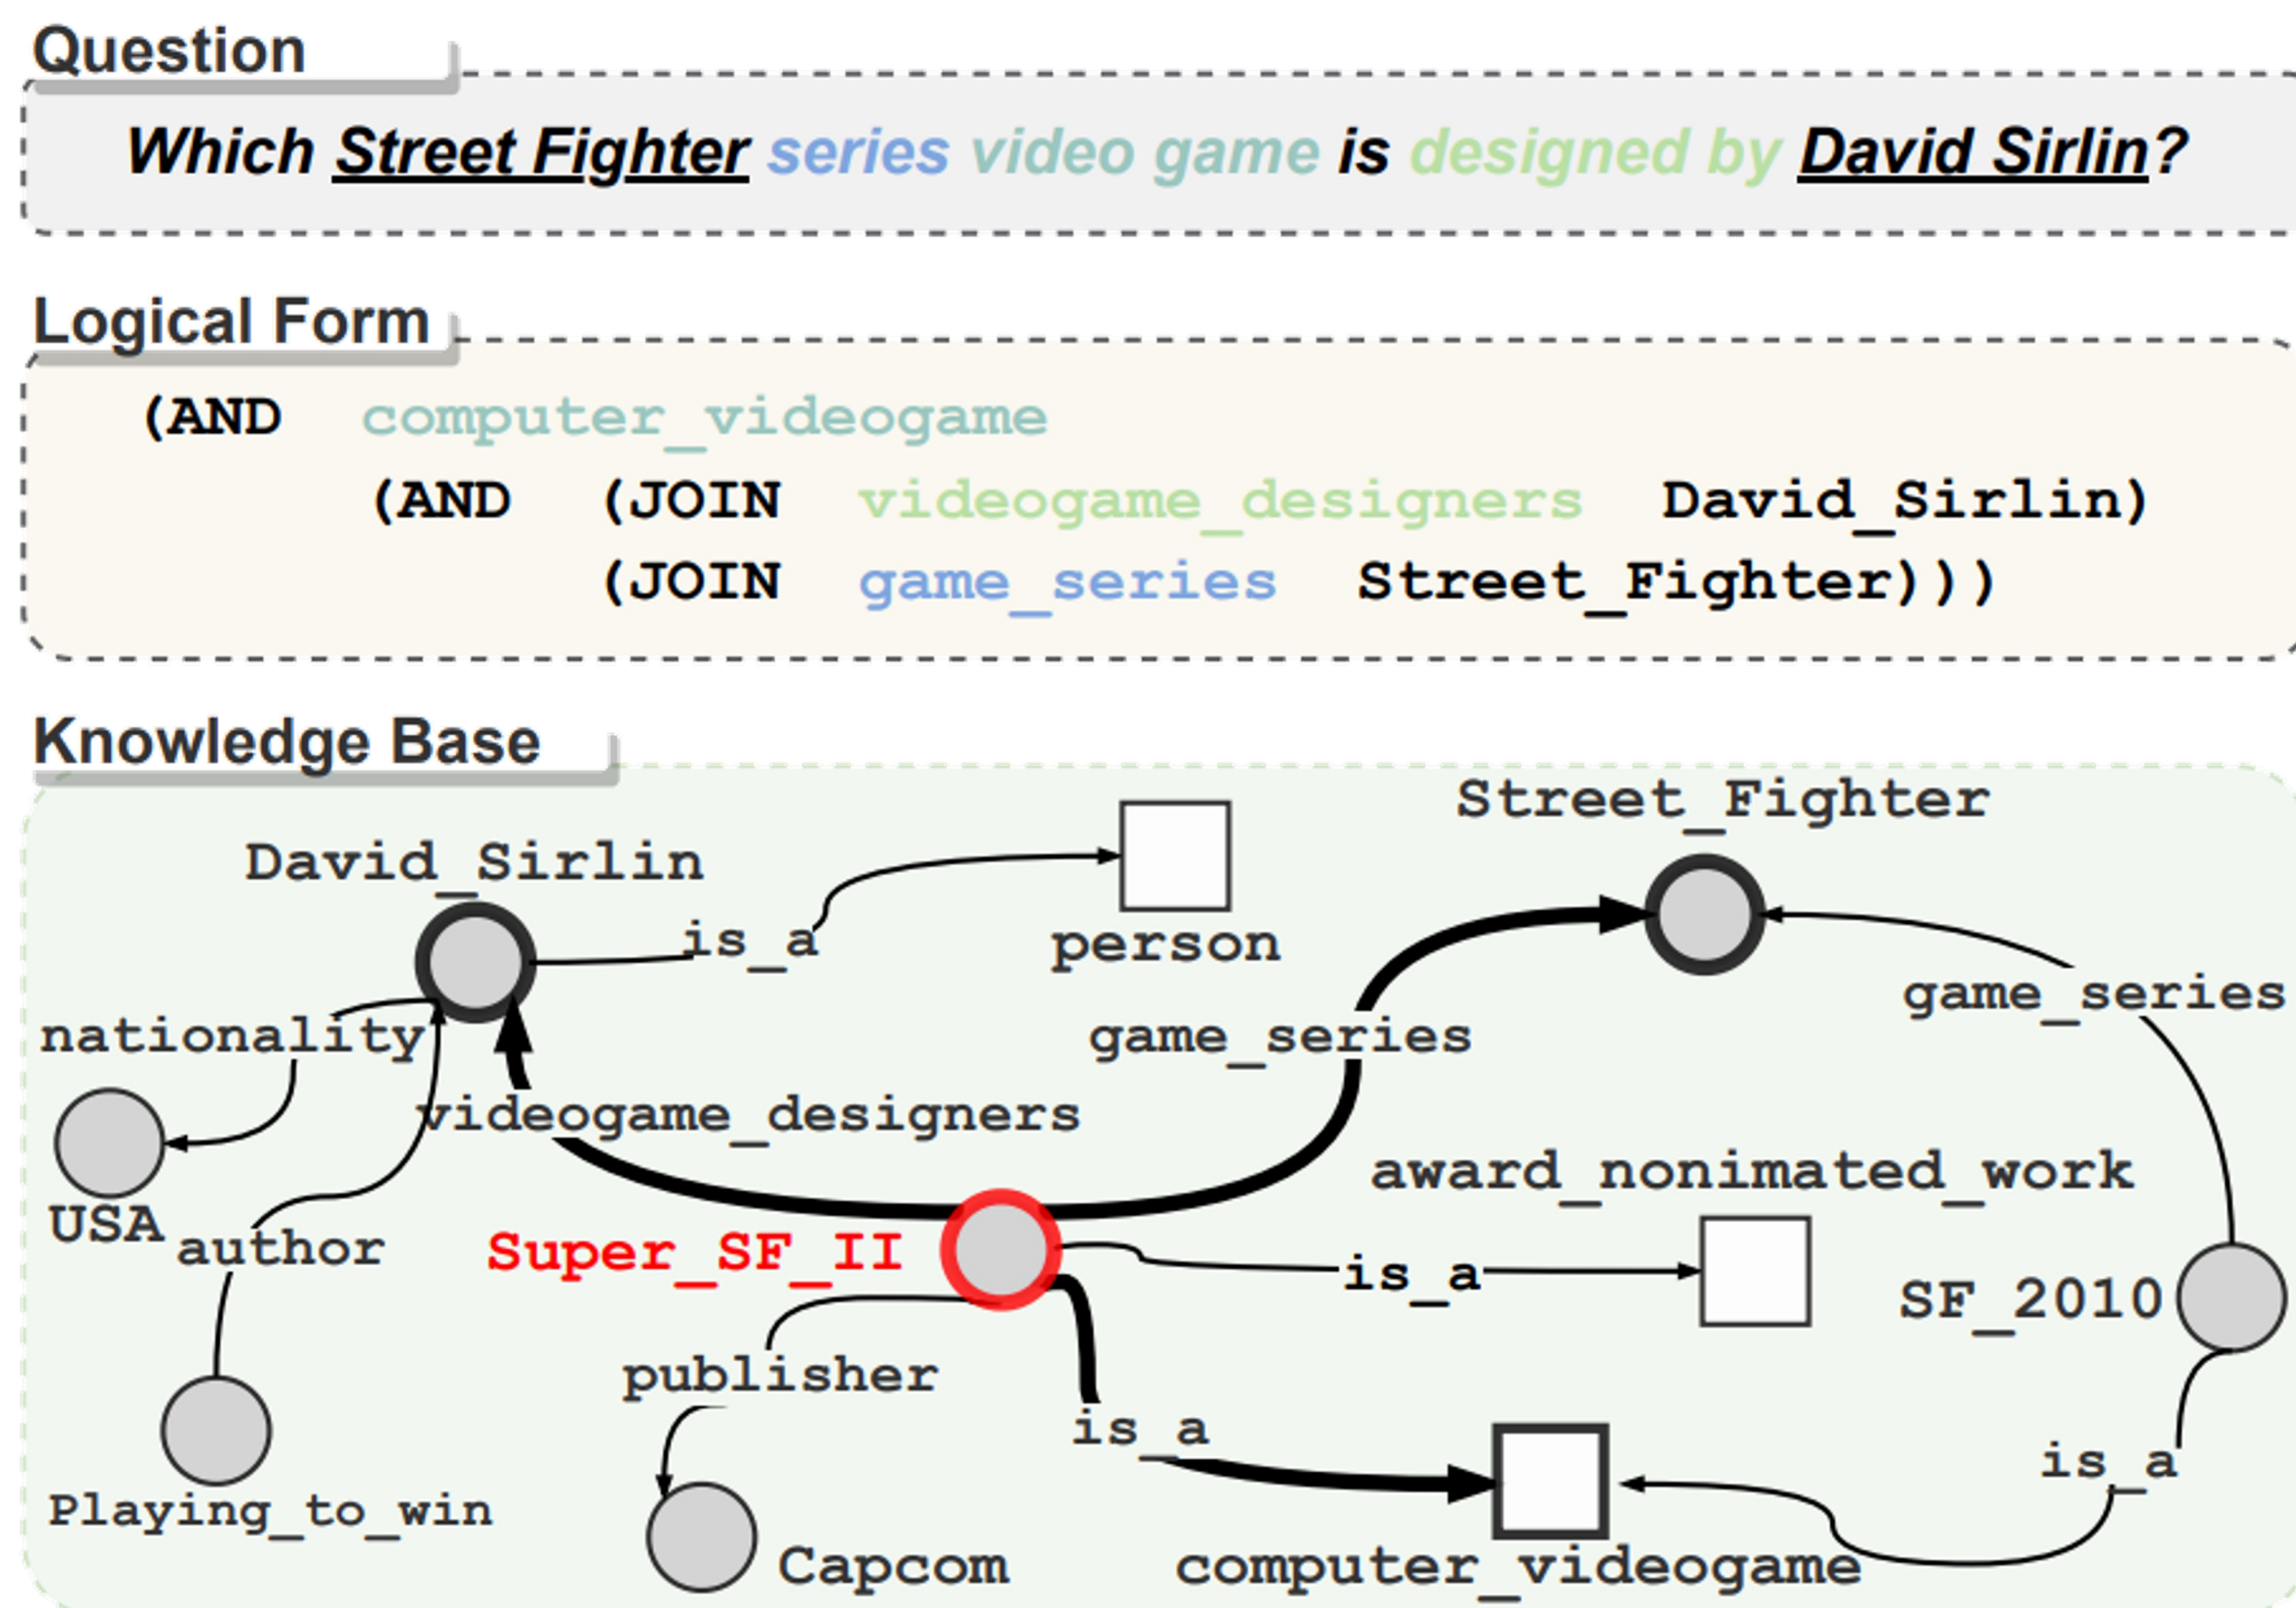 Question
Which Street Fighter series video game is designed by David Sirlin?
Logical Form
(AND computer_videogame
(AND (JOIN videogame_designers David_Sirlin)
(JOIN game_series Street_Fighter)))
Knowledge Base
Street_Fighter
David_Sirlin
is_a
person
game_series
nationality
game_series
videogame_designers
award_nonimated_work
USA
author
Super_SF_II
is_a
SF_2010
publisher
is_a
is_a
Playing_to_win
Capcom
computer_videogame